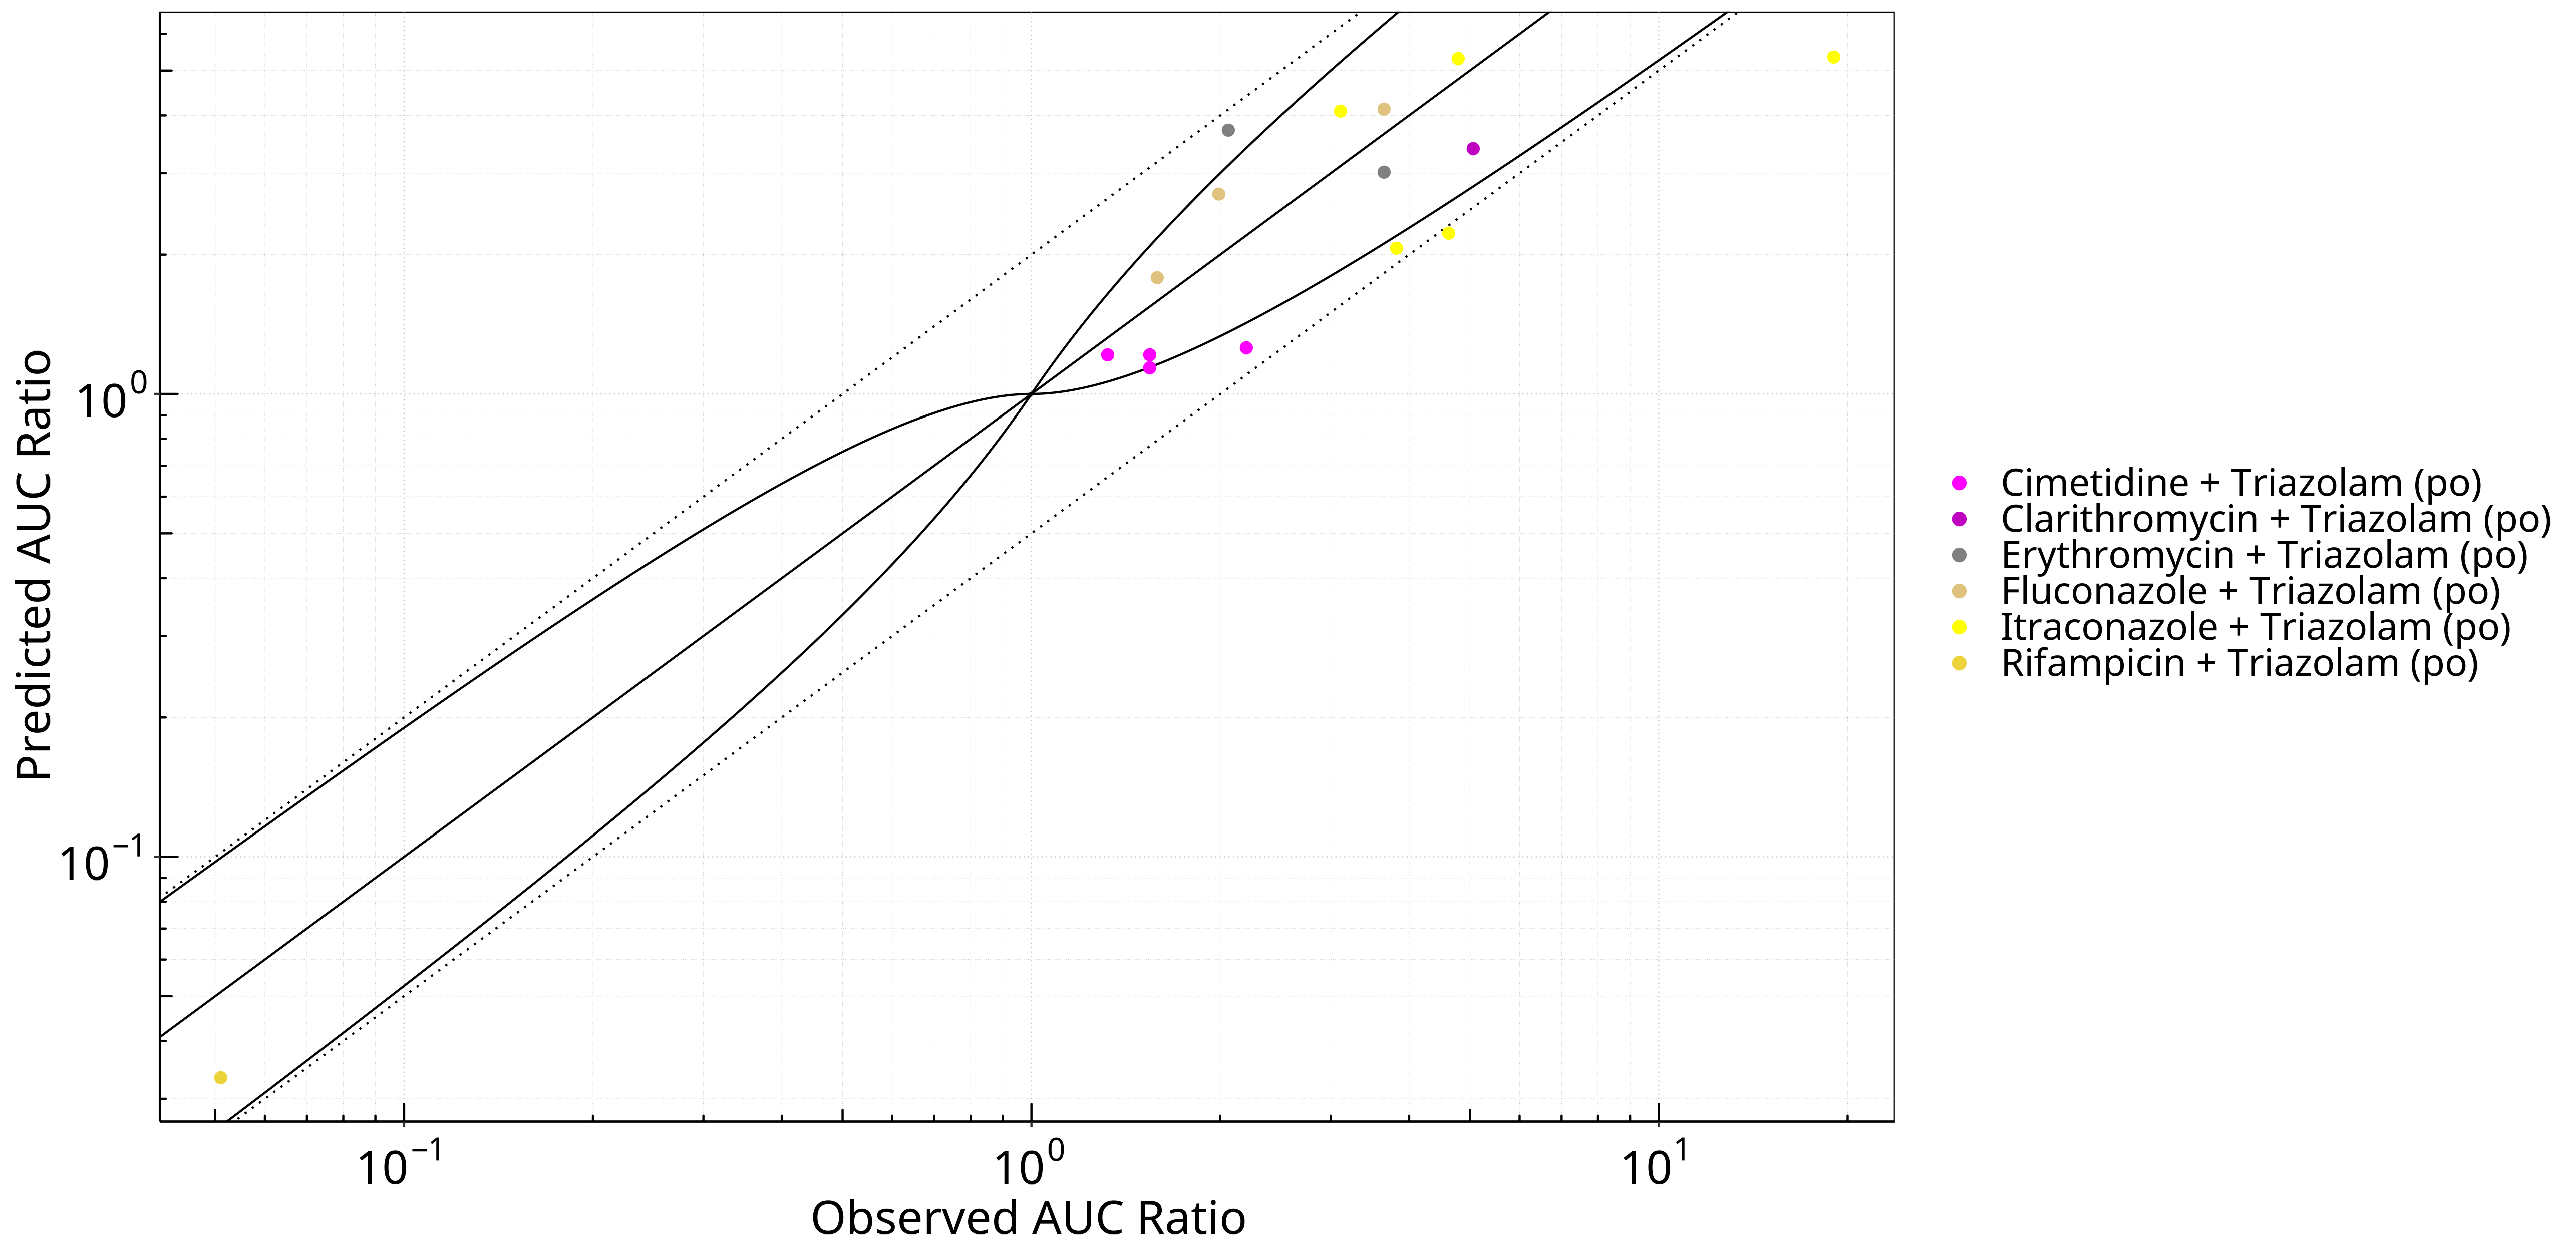 Predicted AUC Ratio
10⁰
10⁻¹
10⁻¹
10⁰
10¹
Observed AUC Ratio
Cimetidine + Triazolam (po)
Clarithromycin + Triazolam (po)
Erythromycin + Triazolam (po)
Fluconazole + Triazolam (po)
Itraconazole + Triazolam (po)
Rifampicin + Triazolam (po)